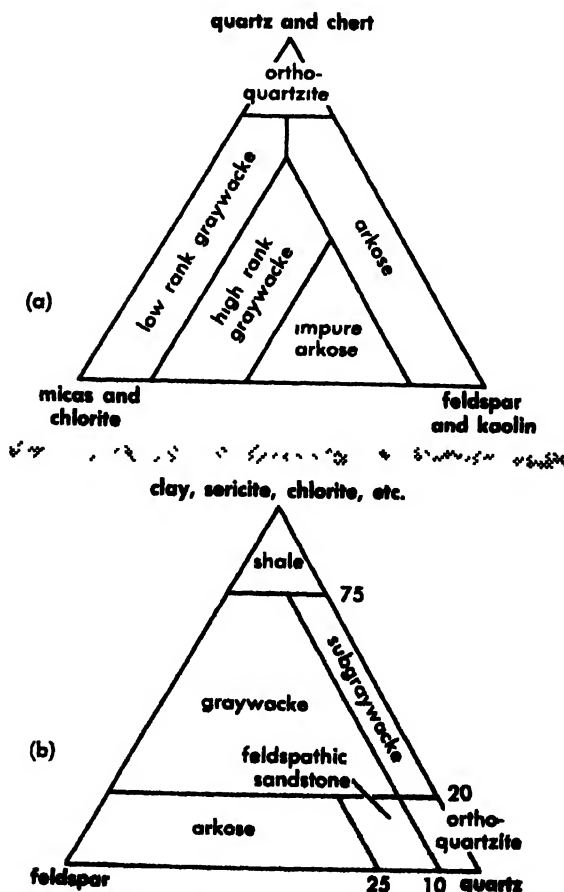 quartz and chert
ortho-
quartzite
low rank graywacke
high rank
graywacke
arkose
impure
arkose
(a)
micas and
chlorite
feldspar
and kaolin
clay, sericite, chlorite, etc.
shale
75
subgraywacke
graywacke
(b)
feldspathic
sandstone
20
ortho-
quartzite
arkose
feldspar
25
10
quartz